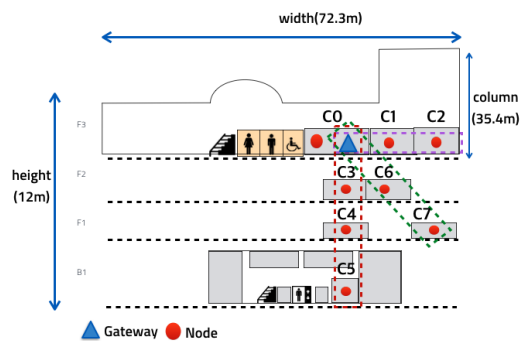 width(72.3m)
column
(35.4m)
height
(12m)
F3
C0
C1
C2
F2
C3
C6
F1
C4
C7
B1
C5
Gateway
Node